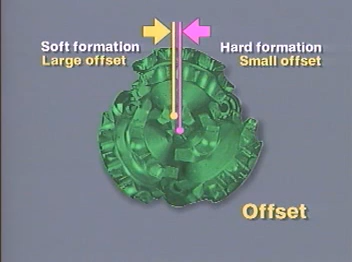 Soft formation
Large offset
Hard formation
Small offset
Offset